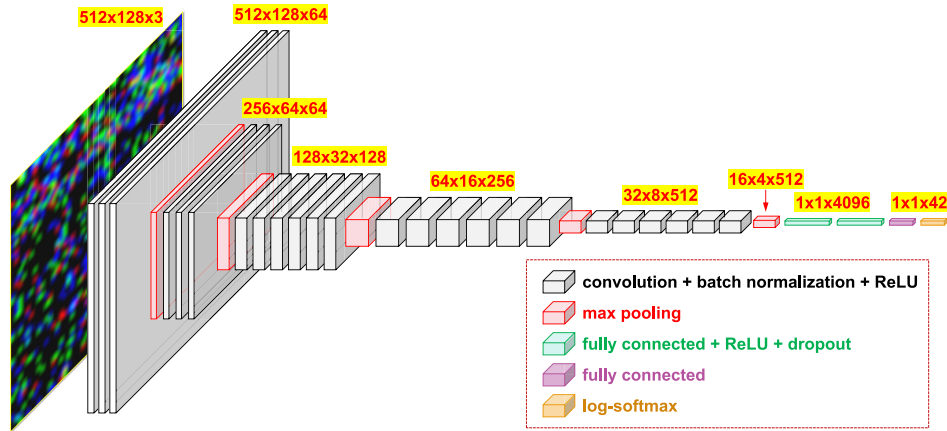 512x128x3
512x128x64
256x64x64
128x32x128
64x16x256
32x8x512
16x4x512
1x1x4096
1x1x42
convolution + batch normalization + ReLU
max pooling
fully connected + ReLU + dropout
fully connected
log-softmax